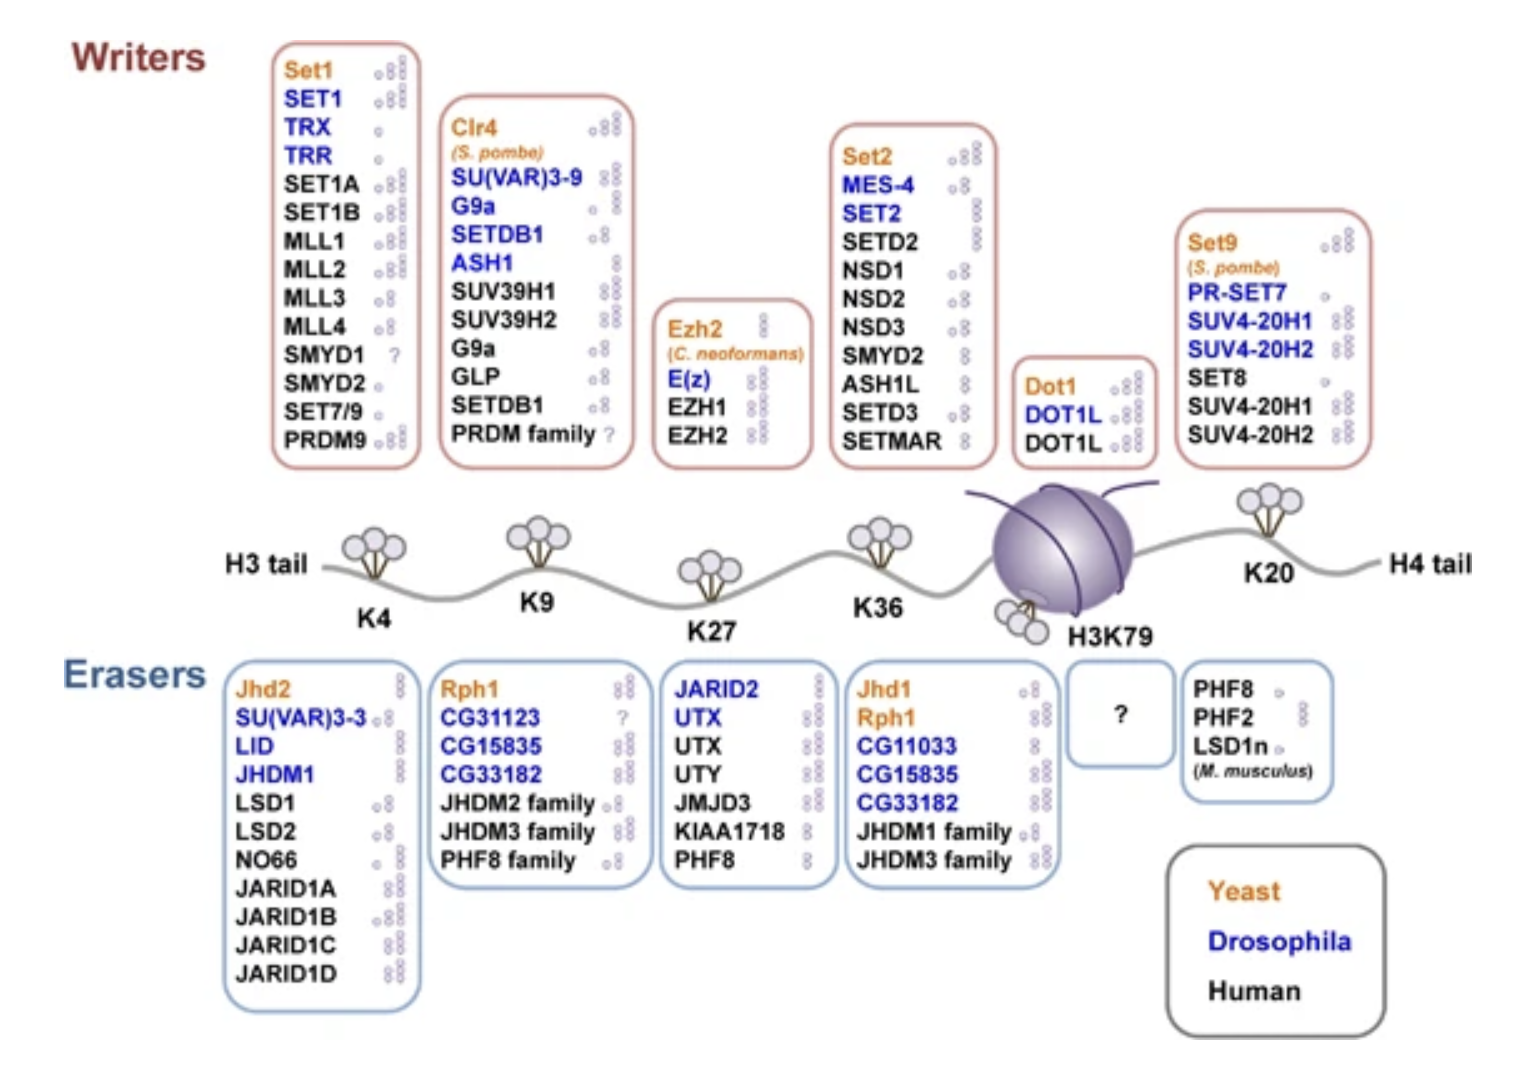 Writers
Set1
SET1
TRX
TRR
SET1A
SET1B
MLL1
MLL2
MLL3
MLL4
SMYD1 ?
SMYD2
SET7/9
PRDM9
Clr4
(S. pombe)
SU(VAR)3-9
G9a
SETDB1
ASH1
SUV39H1
SUV39H2
G9a
GLP
SETDB1
PRDM family ?
Ezh2
(C. neoformans)
E(z)
EZH1
EZH2
Set2
MES-4
SET2
SETD2
NSD1
NSD2
NSD3
SMYD2
ASH1L
SETD3
SETMAR
Dot1
DOT1L
DOT1L
Set9
(S. pombe)
PR-SET7
SUV4-20H1
SUV4-20H2
SET8
SUV4-20H1
SUV4-20H2
H3 tail
K4
K9
K27
K36
H3K79
K20
H4 tail
Erasers
Jhd2
SU(VAR)3-3
LID
JHDM1
LSD1
LSD2
NO66
JARID1A
JARID1B
JARID1C
JARID1D
Rph1
CG31123 ?
CG15835
CG33182
JHDM2 family
JHDM3 family
PHF8 family
JARID2
UTX
UTX
UTY
JMJD3
KIAA1718
PHF8
Jhd1
Rph1
CG11033
CG15835
CG33182
JHDM1 family
JHDM3 family
?
PHF8
PHF2
LSD1n
(M. musculus)
Yeast
Drosophila
Human